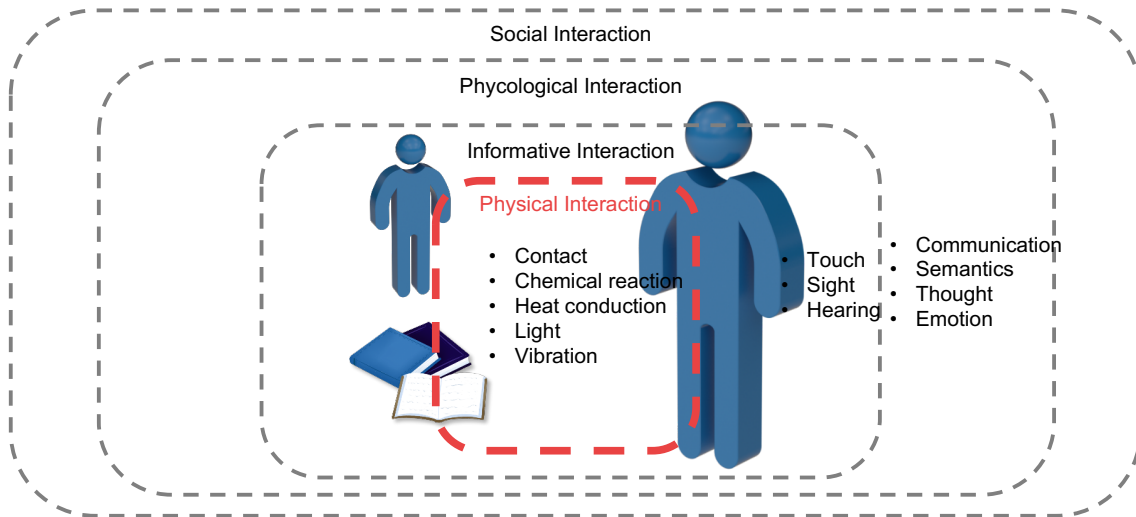 Social Interaction
Phycological Interaction
Informative Interaction
Physical Interaction
• Contact
• Chemical reaction
• Heat conduction
• Light
• Vibration
• Touch
• Sight
• Hearing
• Communication
• Semantics
• Thought
• Emotion